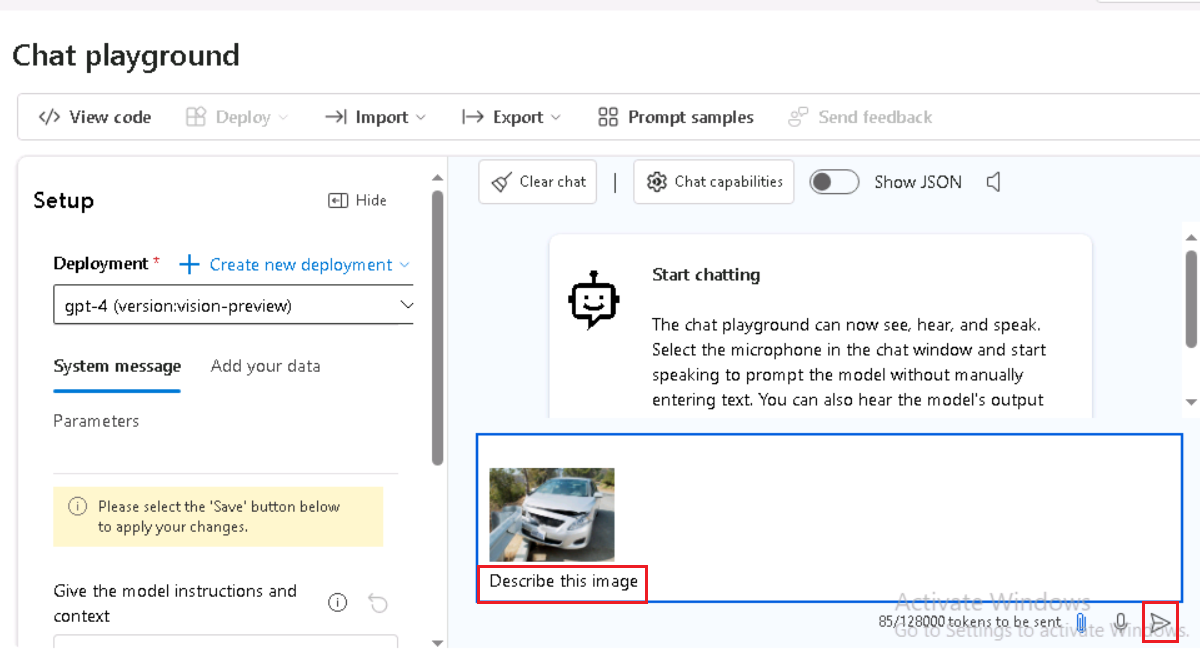 Chat playground
View code Deploy Import Export Prompt samples Send feedback
Setup
Hide
Deployment * Create new deployment
gpt-4 (version:vision-preview)
System message Add your data
Parameters
Please select the 'Save' button below
to apply your changes.
Give the model instructions and
context
Clear chat | Chat capabilities Show JSON
Start chatting
The chat playground can now see, hear, and speak.
Select the microphone in the chat window and start
speaking to prompt the model without manually
entering text. You can also hear the model's output
Describe this image
Activate Windows
85/128000 tokens to be sent
Go to Settings to activate Windows.